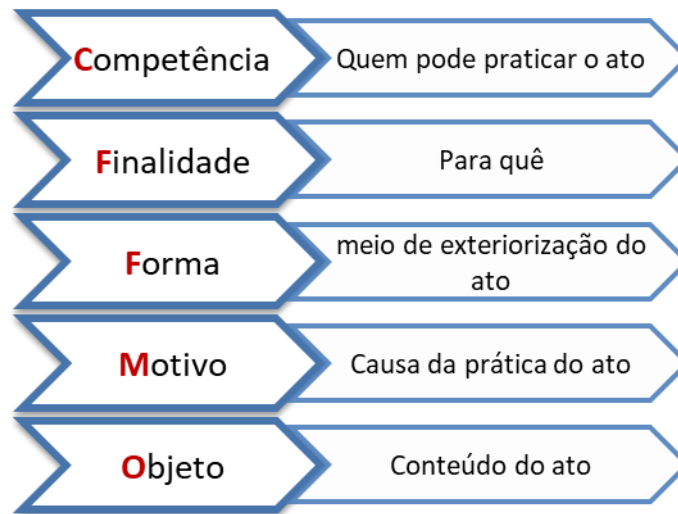 Competência
Quem pode praticar o ato
Finalidade
Para quê
Forma
meio de exteriorização do
ato
Motivo
Causa da prática do ato
Objeto
Conteúdo do ato